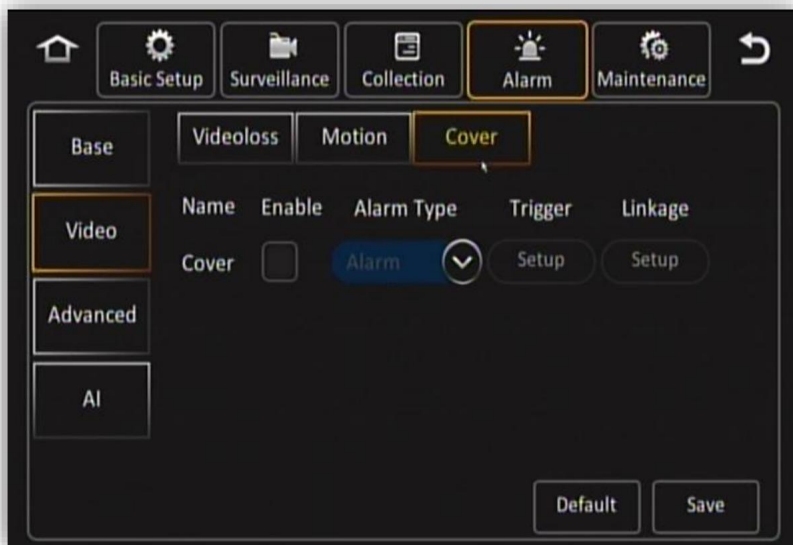 Basic Setup Surveillance Collection Alarm Maintenance
Base
Video
Advanced
AI
Videoloss Motion Cover
Name Enable Alarm Type Trigger Linkage
Cover Alarm Setup Setup
Default Save